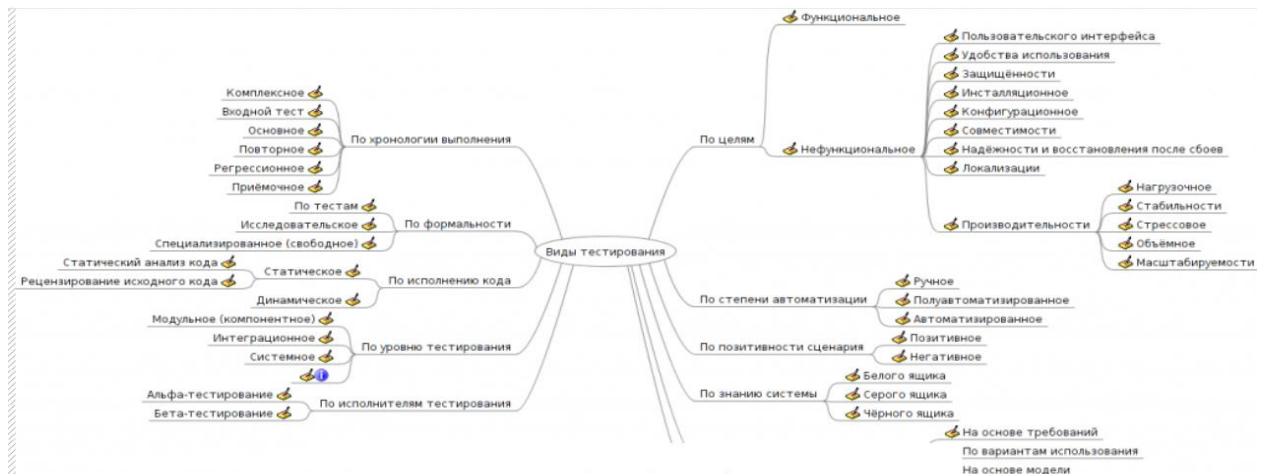 Виды тестирования
По хронологии выполнения
Комплексное
Входной тест
Основное
Повторное
Регрессионное
Приёмочное
По формальности
По тестам
Исследовательское
Специализированное (свободное)
По исполнению кода
Статическое
Статический анализ кода
Рецензирование исходного кода
Динамическое
По уровню тестирования
Модульное (компонентное)
Интеграционное
Системное
По исполнителям тестирования
Альфа-тестирование
Бета-тестирование
По целям
Функциональное
Нефункциональное
Пользовательского интерфейса
Удобства использования
Защищённости
Инсталляционное
Конфигурационное
Совместимости
Надёжности и восстановления после сбоев
Локализации
Производительности
Нагрузочное
Стабильности
Стрессовое
Объёмное
Масштабируемости
По степени автоматизации
Ручное
Полуавтоматизированное
Автоматизированное
По позитивности сценария
Позитивное
Негативное
По знанию системы
Белого ящика
Серого ящика
Чёрного ящика
На основе требований
По вариантам использования
На основе модели